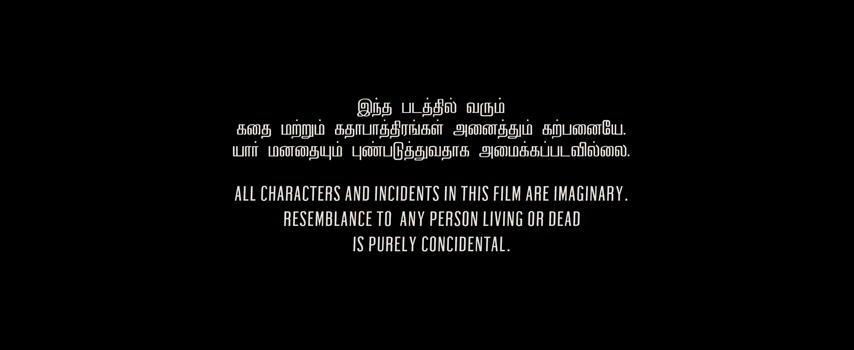 இந்த படத்தில் வரும்
கதை மற்றும் கதாபாத்திரங்கள் அனைத்தும் கற்பனையே.
யார் மனதையும் புண்படுத்துவதாக அமைக்கப்படவில்லை.
ALL CHARACTERS AND INCIDENTS IN THIS FILM ARE IMAGINARY.
RESEMBLANCE TO ANY PERSON LIVING OR DEAD
IS PURELY CONCIDENTAL.